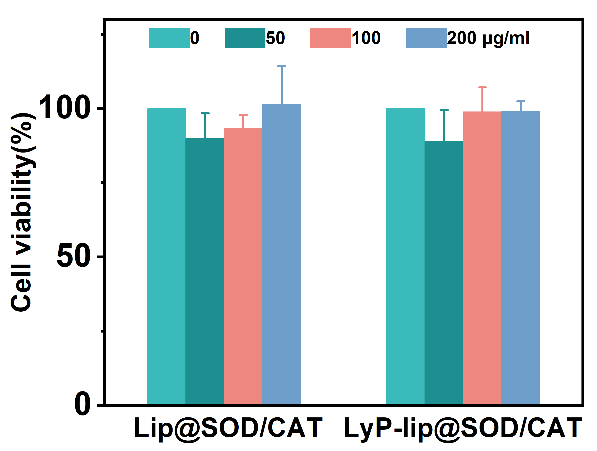 0 50 100 200 μg/ml
100
50
0
Cell viability(%)
Lip@SOD/CAT LyP-lip@SOD/CAT